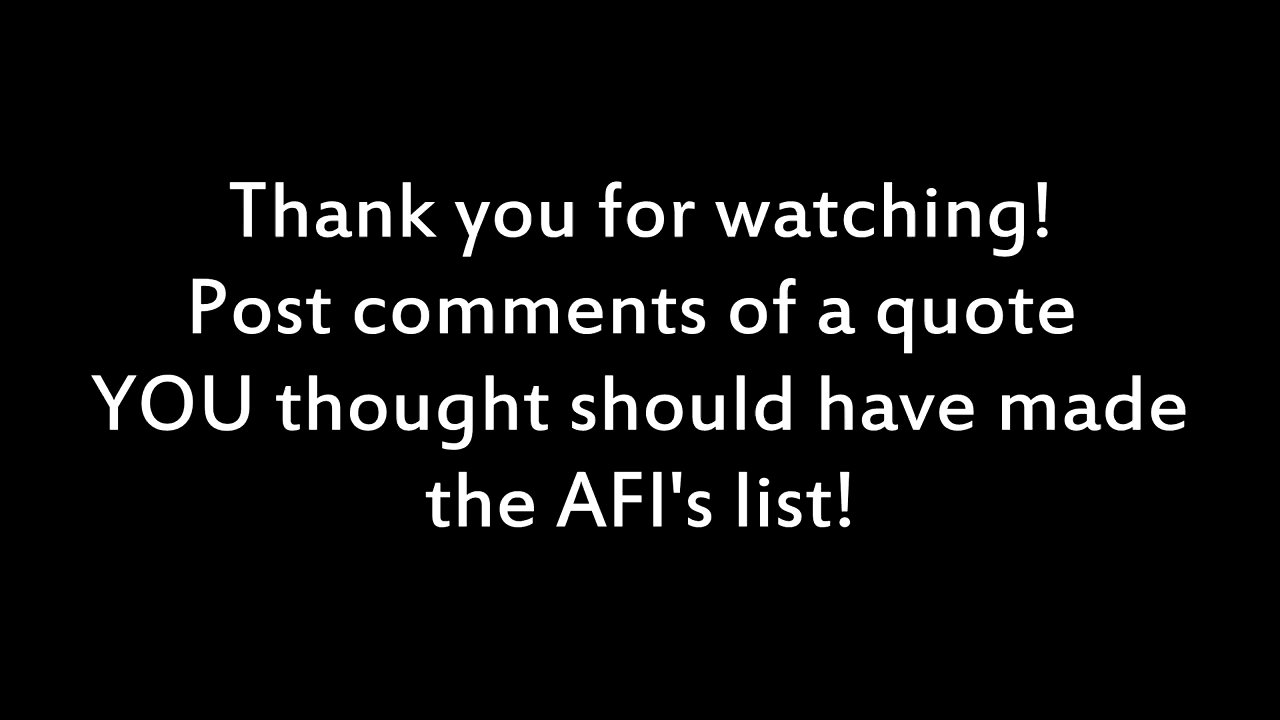 Thank you for watching!
Post comments of a quote
YOU thought should have made
the AFI's list!